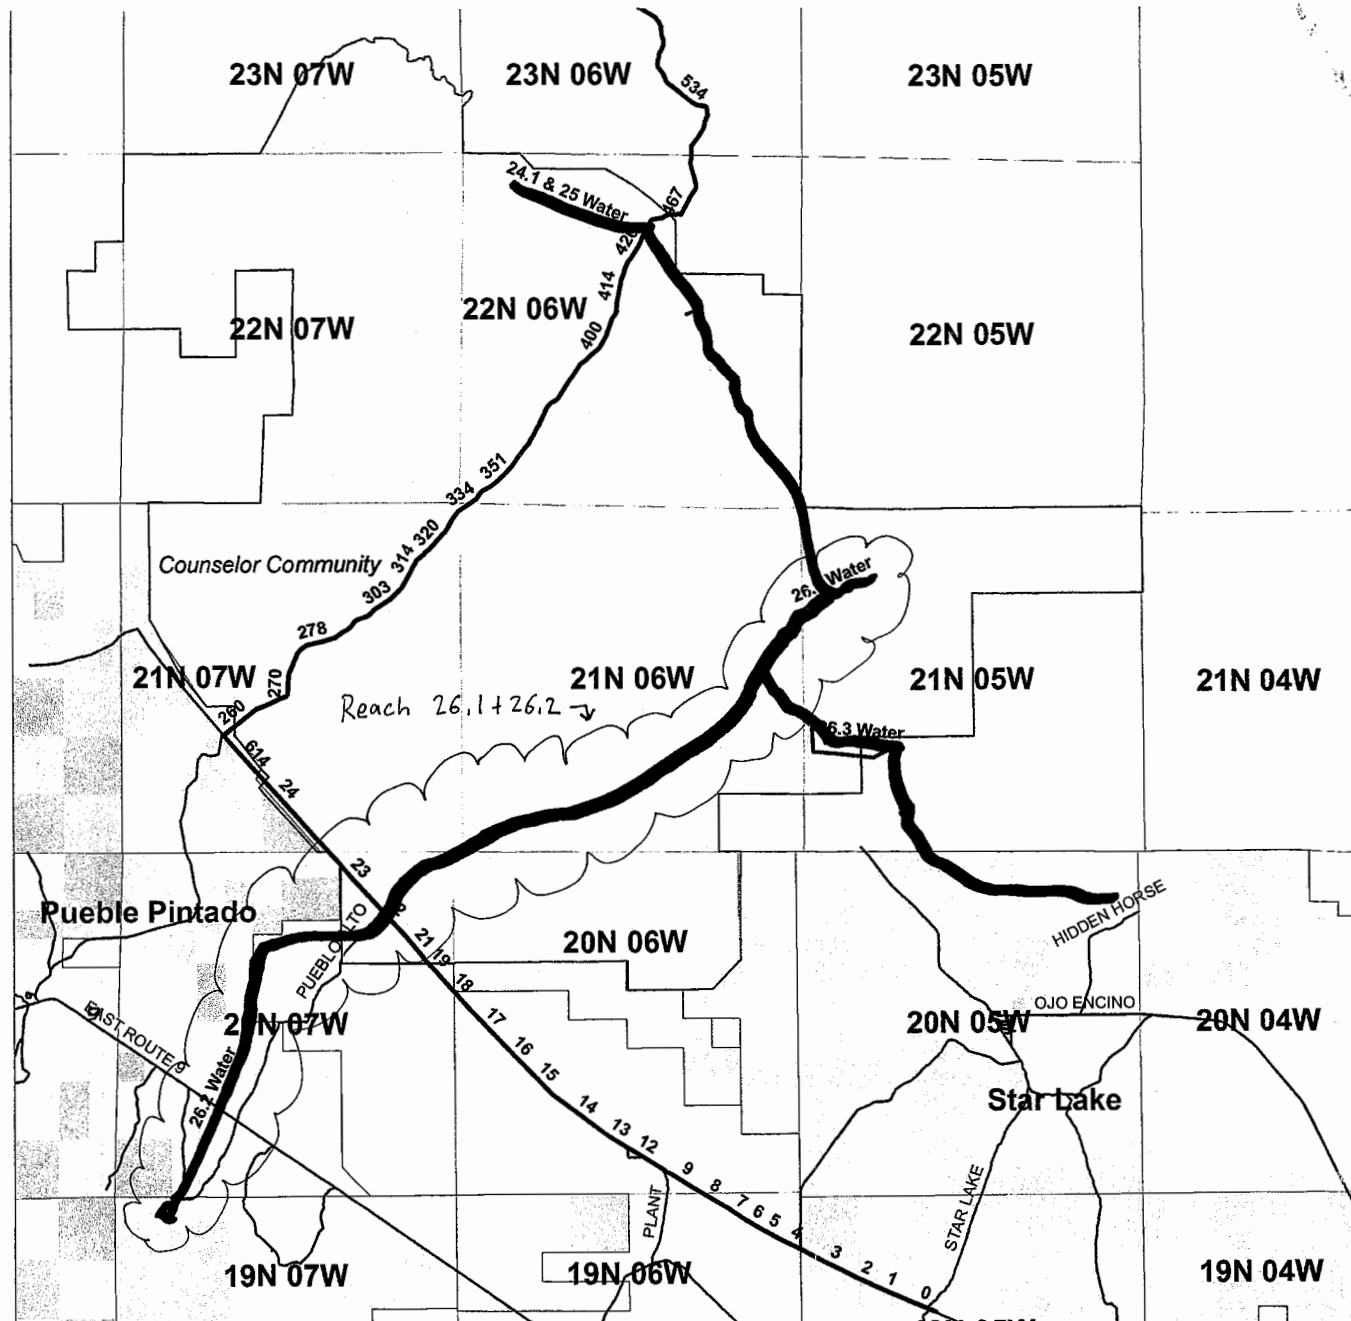 23N 07W
23N 06W
23N 05W
534
24.1 & 25 Water
467
414
400
22N 07W
22N 06W
22N 05W
351
334
320
314
303
278
270
260
Counselor Community
26. Water
21N 07W
21N 06W
21N 05W
21N 04W
Reach 26.1 + 26.2
6.3 Water
614
24
23
Pueble Pintado
PUEBLO LTO
21
19
18
17
16
15
14
13
12
9
8
7
6
5
4
3
2
1
0
20N 06W
HIDDEN HORSE
OJO ENCINO
EAST ROUTE 9
9
2 N 07W
20N 05W
20N 04W
26.2 Water
Star Lake
STAR LAKE
PLANT
19N 07W
19N 06W
19N 04W